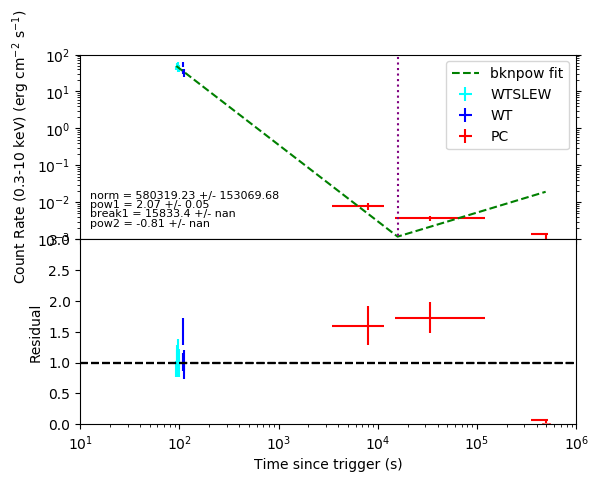 Count Rate (0.3-10 keV) (erg cm⁻² s⁻¹)
10²
10¹
10⁰
10⁻¹
10⁻²
10⁻³
bknpow fit
WTSLEW
WT
PC
norm = 580319.23 +/- 153069.68
pow1 = 2.07 +/- 0.05
break1 = 15833.4 +/- nan
pow2 = -0.81 +/- nan
Residual
3.0
2.5
2.0
1.5
1.0
0.5
0.0
10¹ 10² 10³ 10⁴ 10⁵ 10⁶
Time since trigger (s)